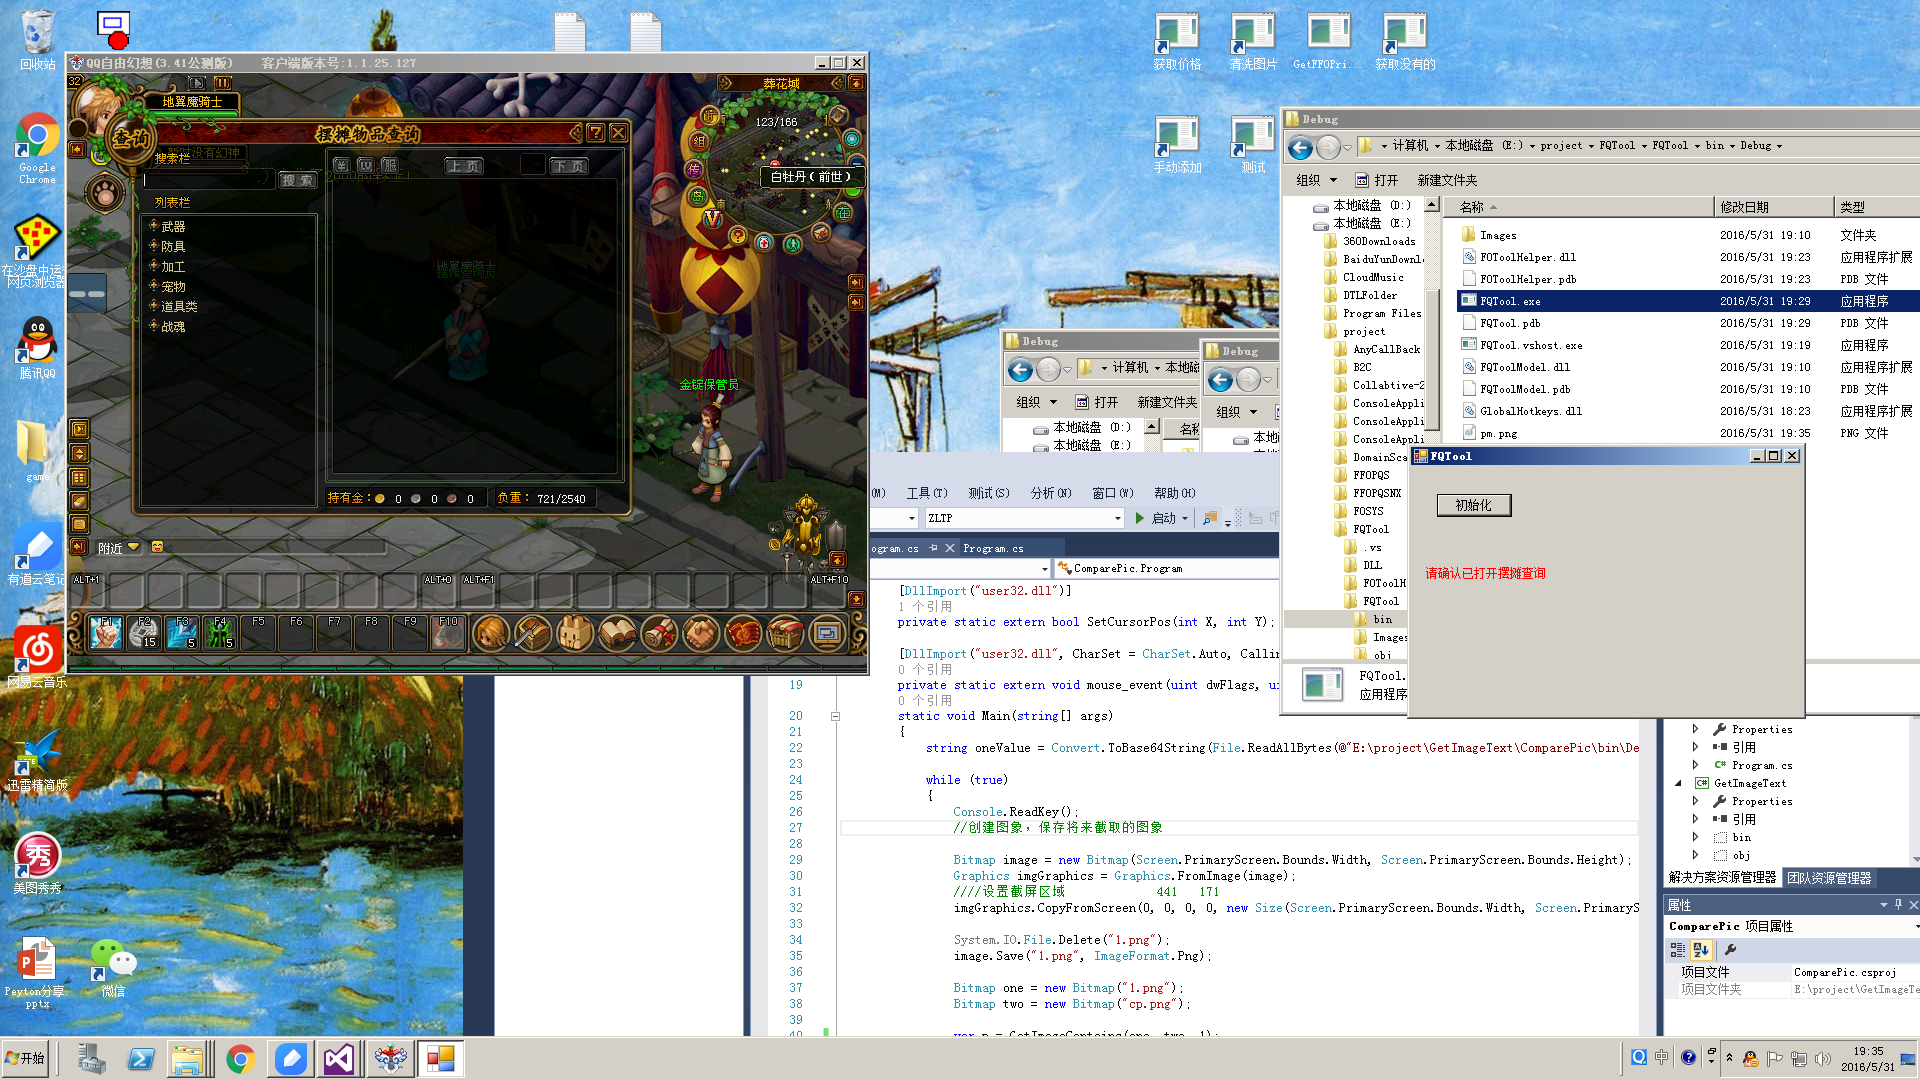 回收站
Google
Chrome
在沙盘中运
网页浏览器
腾讯QQ
game
有道云笔记
网易云音乐
迅雷精简版
美图秀秀
Peyton分享.
pptx
微信
获取价格
清洗图片
GetFFOPri...
获取没有的
手动添加
测试
QQ自由幻想(3.41公测版) 客户端版本号:1.1.25.127
32
地翼魔骑士
葬花城
123/166
白牡丹(前世)
查询
摆摊物品查询
搜索栏
搜索
上页
下页
列表栏
武器
防具
加工
宠物
道具类
战魂
持有金: 0 0 0 负重: 721/2540
金锭保管员
附近
ALT+1
ALT+0
ALT+F1
ALT+F10
F1 F2 F3 F4 F5 F6 F7 F8 F9 F10
15 5 5
Debug
计算机 本地磁盘 (E:) project FQTool FQTool bin Debug
组织 打开 新建文件夹
名称 修改日期 类型
本地磁盘 (D:)
本地磁盘 (E:)
360Downloads
BaiduYunDownl
CloudMusic
DTLFolder
Program Files
project
AnyCallBack
B2C
Collabtive-2
ConsoleAppli
ConsoleAppli
ConsoleAppli
DomainSca
FFOPQS
FFOPQSNX
FOSYS
FQTool
.vs
DLL
FOToolH
FQTool
bin
Images
obj
Images 2016/5/31 19:10 文件夹
FOToolHelper.dll 2016/5/31 19:23 应用程序扩展
FOToolHelper.pdb 2016/5/31 19:23 PDB 文件
FQTool.exe 2016/5/31 19:29 应用程序
FQTool.pdb 2016/5/31 19:29 PDB 文件
FQTool.vshost.exe 2016/5/31 19:19 应用程序
FQToolModel.dll 2016/5/31 19:10 应用程序扩展
FQToolModel.pdb 2016/5/31 19:10 PDB 文件
GlobalHotkeys.dll 2016/5/31 18:23 应用程序扩展
pm.png 2016/5/31 19:35 PNG 文件
FQTool.
应用程序
FQTool
初始化
请确认已打开摆摊查询
Debug
计算机 本地磁
组织 打开 新建文件夹
本地磁盘 (D:)
本地磁盘 (E:)
名称
Debug
组织
本地
(M) 工具(T) 测试(S) 分析(N) 窗口(W) 帮助(H)
ZLTP
启动
ogram.cs Program.cs
ComparePic.Program
[DllImport("user32.dll")]
1 个引用
private static extern bool SetCursorPos(int X, int Y);
[DllImport("user32.dll", CharSet = CharSet.Auto, Callin
0 个引用
19 private static extern void mouse_event(uint dwFlags, ui
0 个引用
20 static void Main(string[] args)
21 {
22 string oneValue = Convert.ToBase64String(File.ReadAllBytes(@"E:\project\GetImageText\ComparePic\bin\De
23
24 while (true)
25 {
26 Console.ReadKey();
27 //创建图象，保存将来截取的图象
28
29 Bitmap image = new Bitmap(Screen.PrimaryScreen.Bounds.Width, Screen.PrimaryScreen.Bounds.Height);
30 Graphics imgGraphics = Graphics.FromImage(image);
31 ////设置截屏区域 441 171
32 imgGraphics.CopyFromScreen(0, 0, 0, 0, new Size(Screen.PrimaryScreen.Bounds.Width, Screen.PrimaryS
33
34 System.IO.File.Delete("1.png");
35 image.Save("1.png", ImageFormat.Png);
36
37 Bitmap one = new Bitmap("1.png");
38 Bitmap two = new Bitmap("cp.png");
39
40 var p = GetImageContains(one, two, 1);
Properties
引用
Program.cs
GetImageText
Properties
引用
bin
obj
解决方案资源管理器 团队资源管理器
属性
ComparePic 项目属性
项目文件 ComparePic.csproj
项目文件夹 E:\project\GetImageTe
开始
中
19:35
2016/5/31